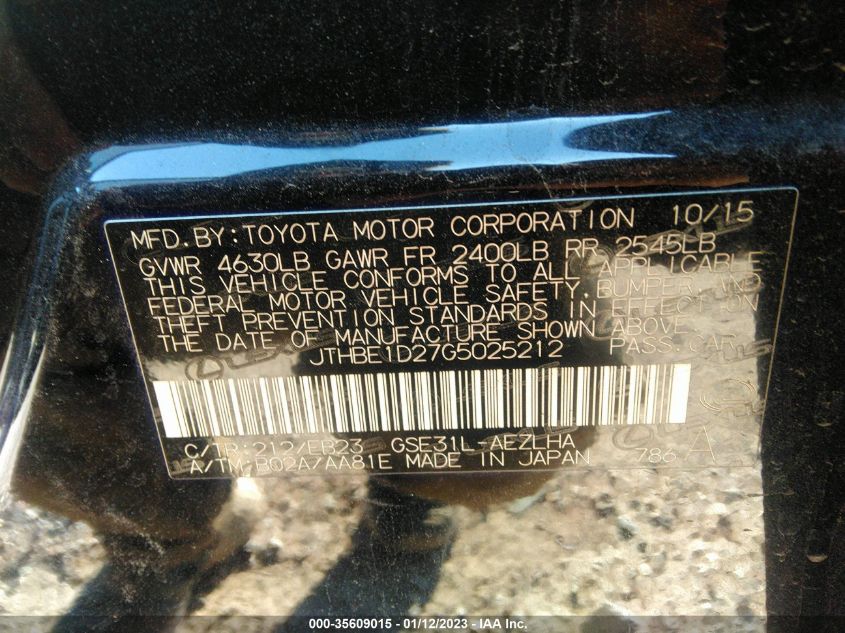 MFD.BY:TOYOTA MOTOR CORPORATION 10/15
GVWR 4630LB GAWR FR 2400LB RR 2545LB
THIS VEHICLE CONFORMS TO ALL APPLICABLE
FEDERAL MOTOR VEHICLE SAFETY, BUMPER, AND
THEFT PREVENTION STANDARDS IN EFFECT ON
THE DATE OF MANUFACTURE SHOWN ABOVE.
JTHBE1D27G5025212 PASS.CAR
C/TR:212/EB23 GSE31L-AEZLHA
A/TM-B02A/AA81E MADE IN JAPAN 786 A
000-35609015 - 01/12/2023 - IAA Inc.